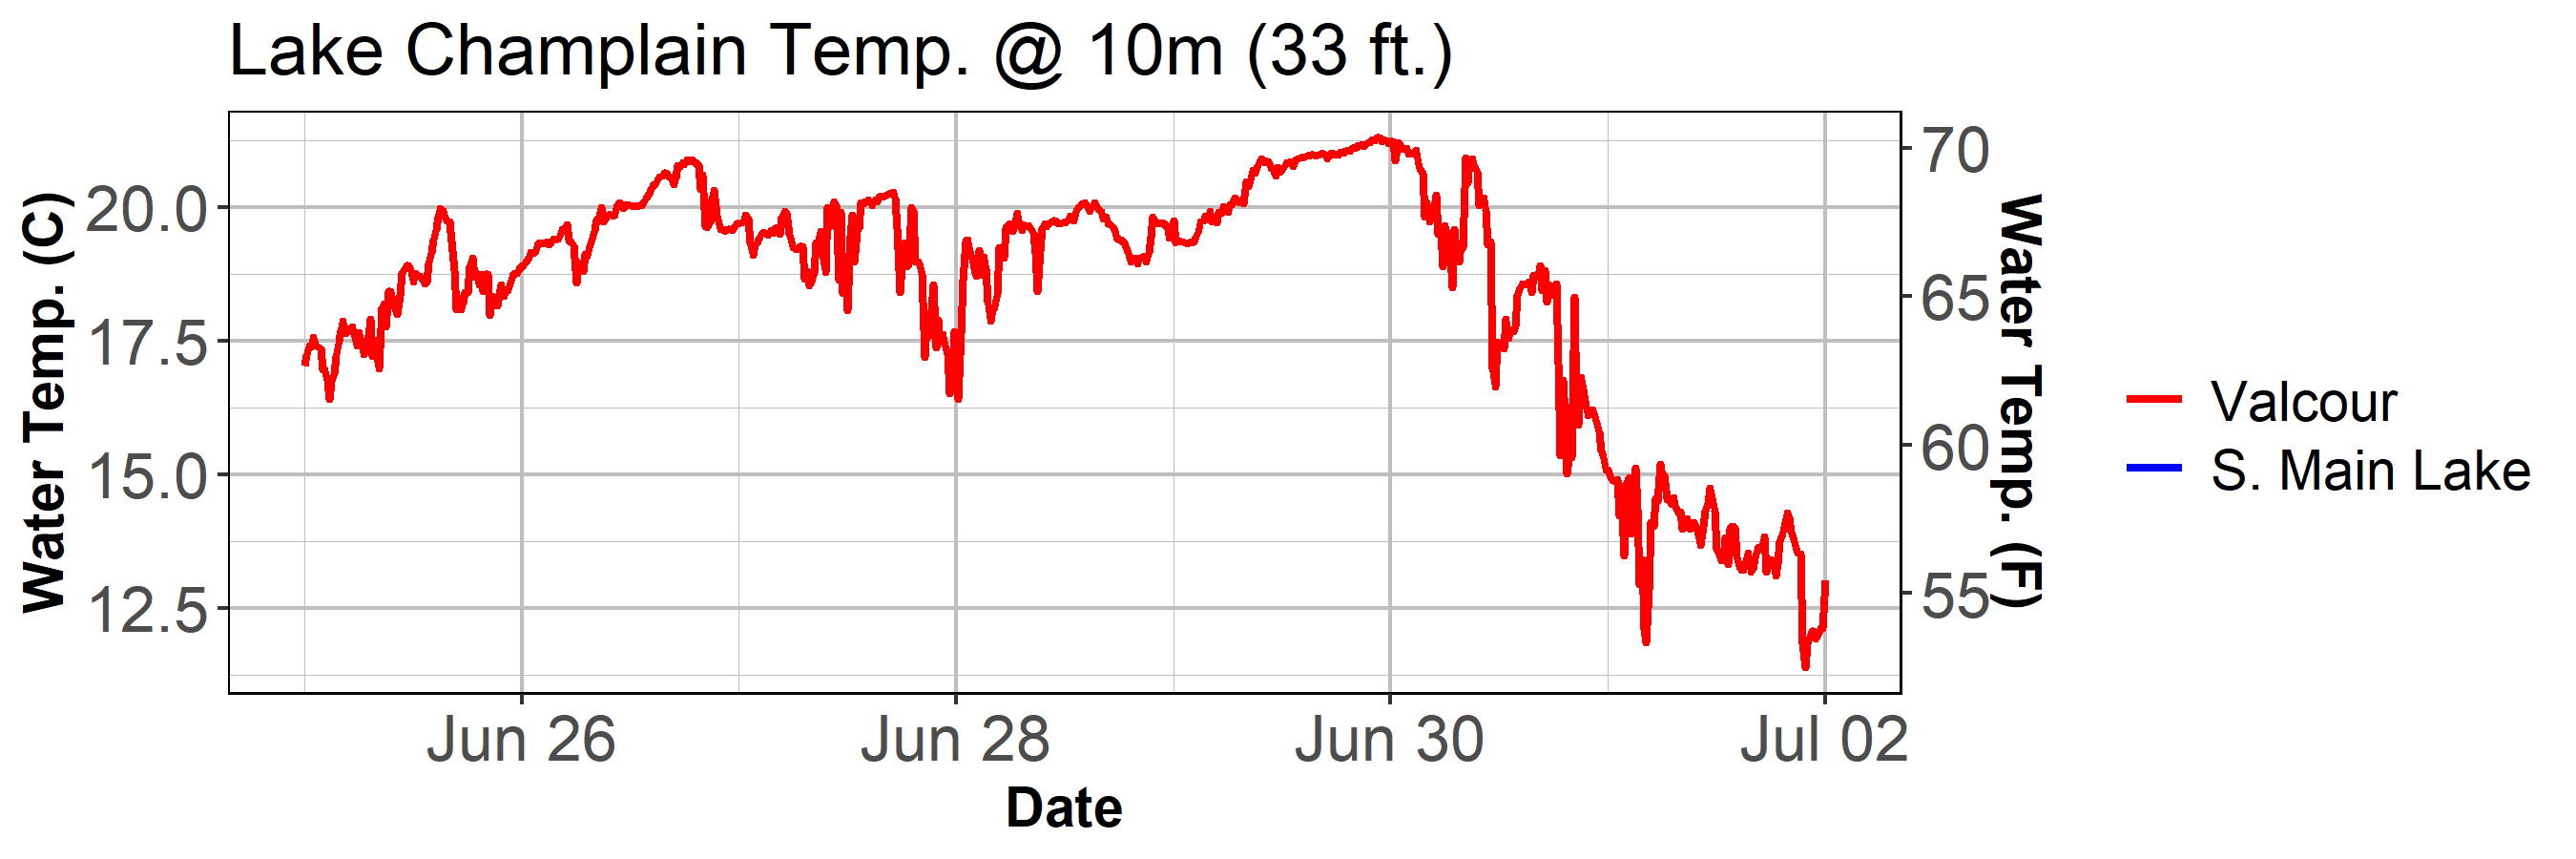 Lake Champlain Temp. @ 10m (33 ft.)
Water Temp. (C)
20.0
17.5
15.0
12.5
70
65
60
55
Water Temp. (F)
Jun 26
Jun 28
Jun 30
Jul 02
Date
Valcour
S. Main Lake